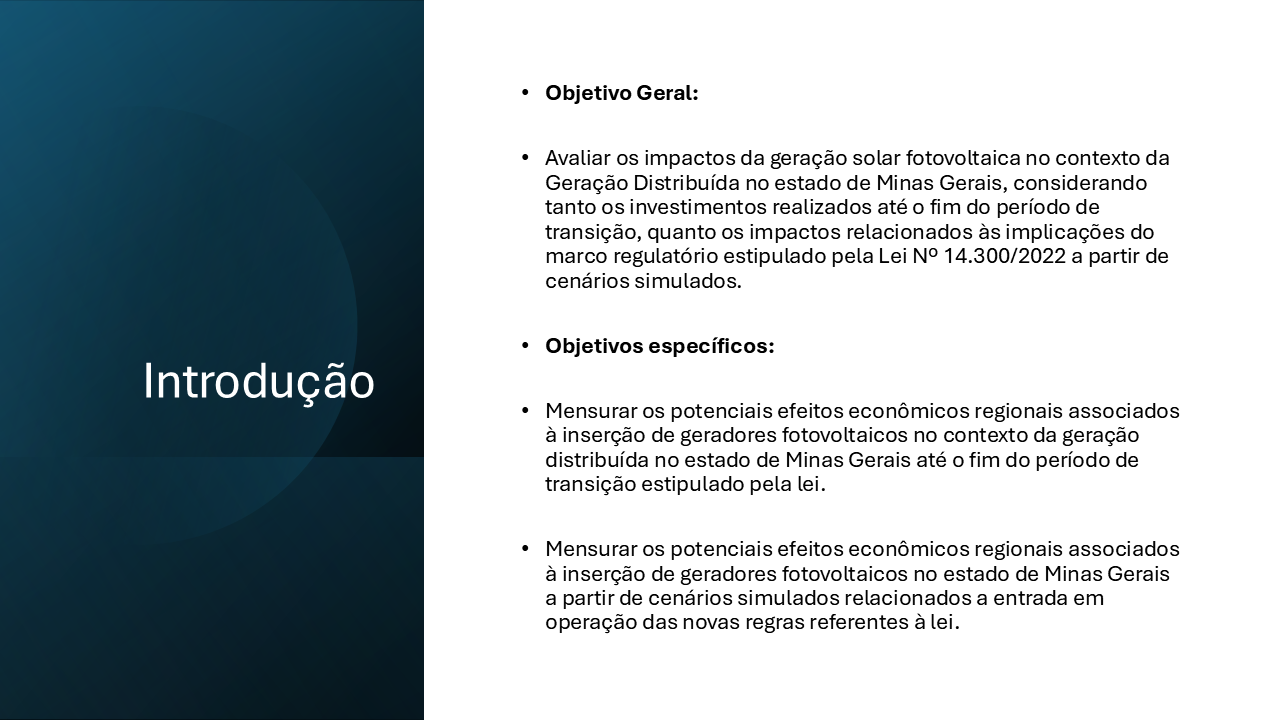 Introdução
• Objetivo Geral:
• Avaliar os impactos da geração solar fotovoltaica no contexto da
Geração Distribuída no estado de Minas Gerais, considerando
tanto os investimentos realizados até o fim do período de
transição, quanto os impactos relacionados às implicações do
marco regulatório estipulado pela Lei Nº 14.300/2022 a partir de
cenários simulados.
• Objetivos específicos:
• Mensurar os potenciais efeitos econômicos regionais associados
à inserção de geradores fotovoltaicos no contexto da geração
distribuída no estado de Minas Gerais até o fim do período de
transição estipulado pela lei.
• Mensurar os potenciais efeitos econômicos regionais associados
à inserção de geradores fotovoltaicos no estado de Minas Gerais
a partir de cenários simulados relacionados a entrada em
operação das novas regras referentes à lei.